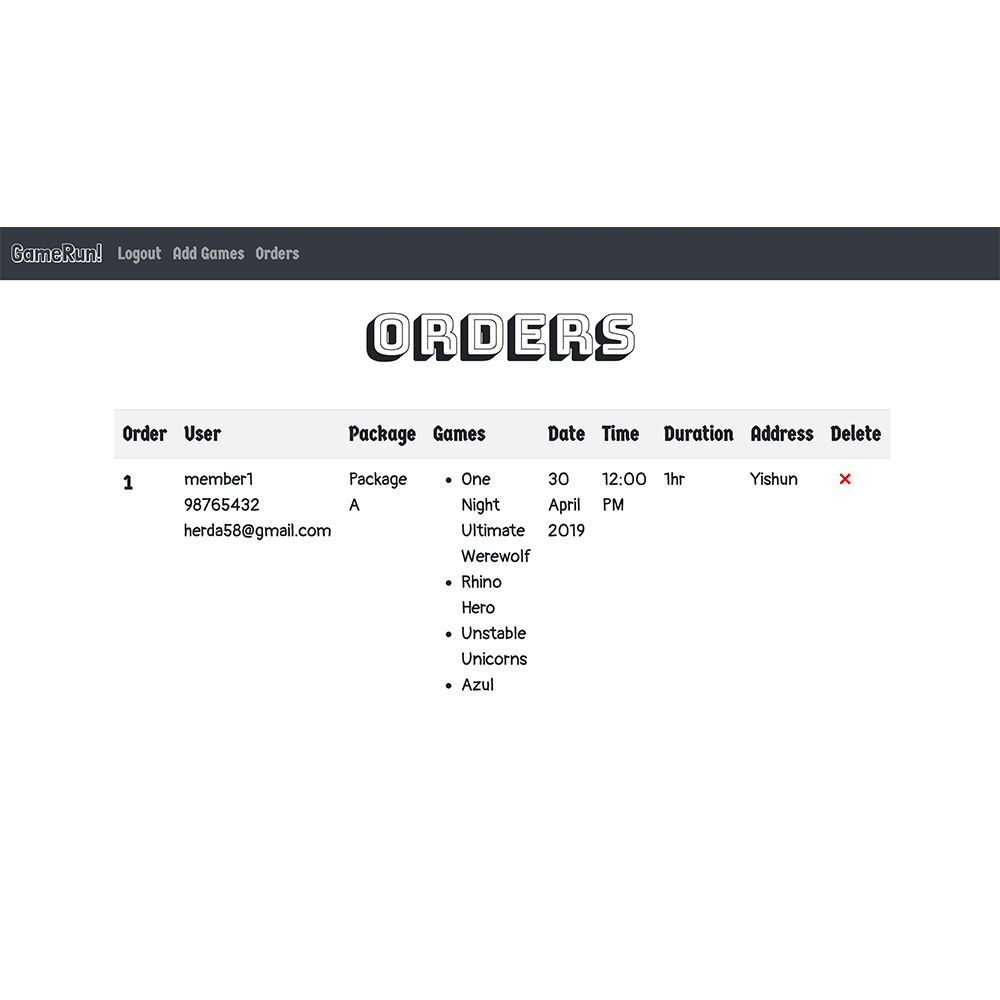 GameRun! Logout Add Games Orders
ORDERS
Order User Package Games Date Time Duration Address Delete
1 member1 Package One 30 12:00 1hr Yishun ×
98765432 A Night April PM
herda58@gmail.com Ultimate 2019
Werewolf
Rhino
Hero
Unstable
Unicorns
Azul